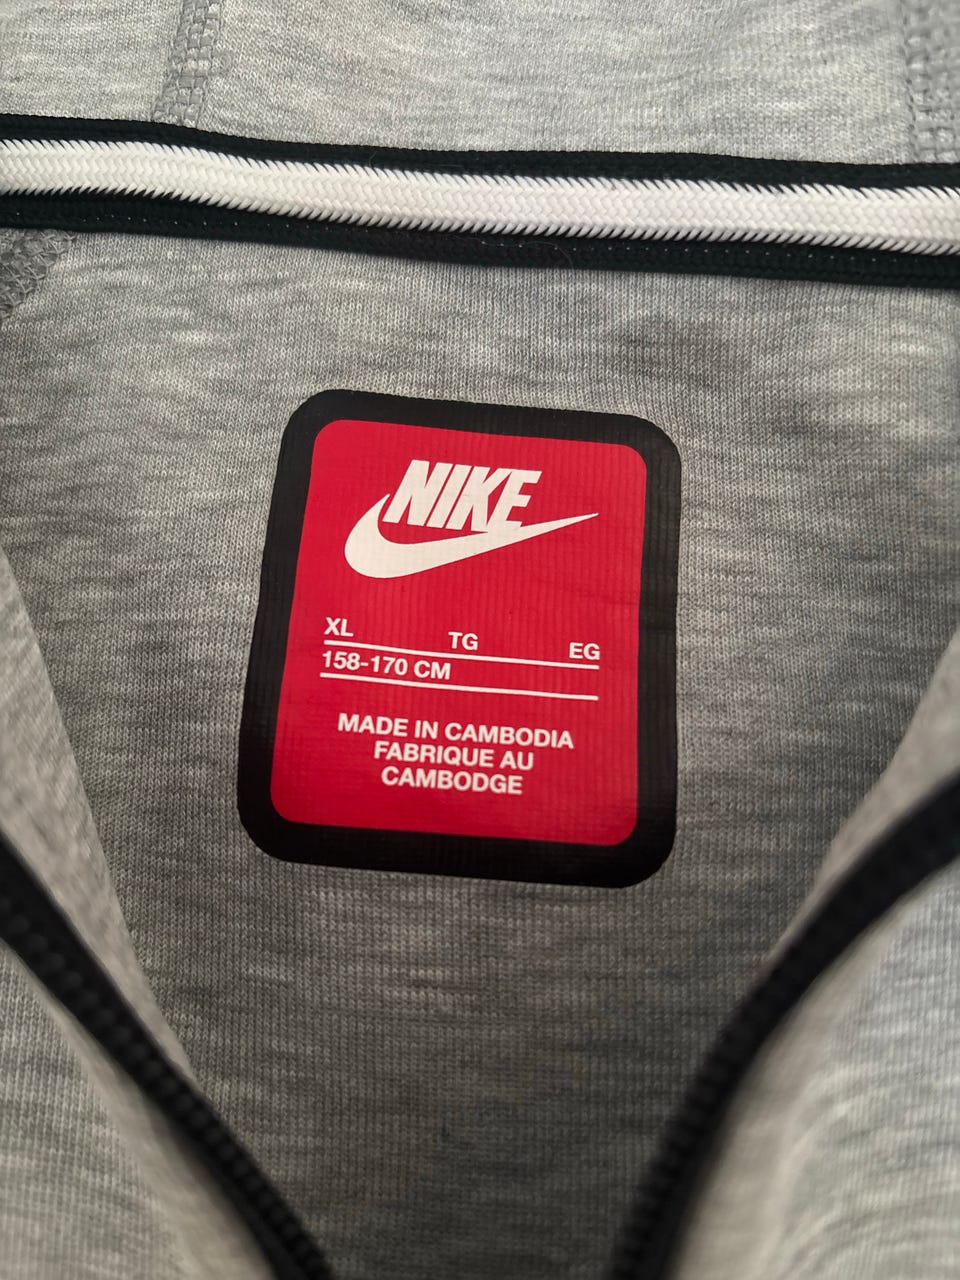 NIKE
XL TG EG
158-170 CM
MADE IN CAMBODIA
FABRIQUE AU
CAMBODGE